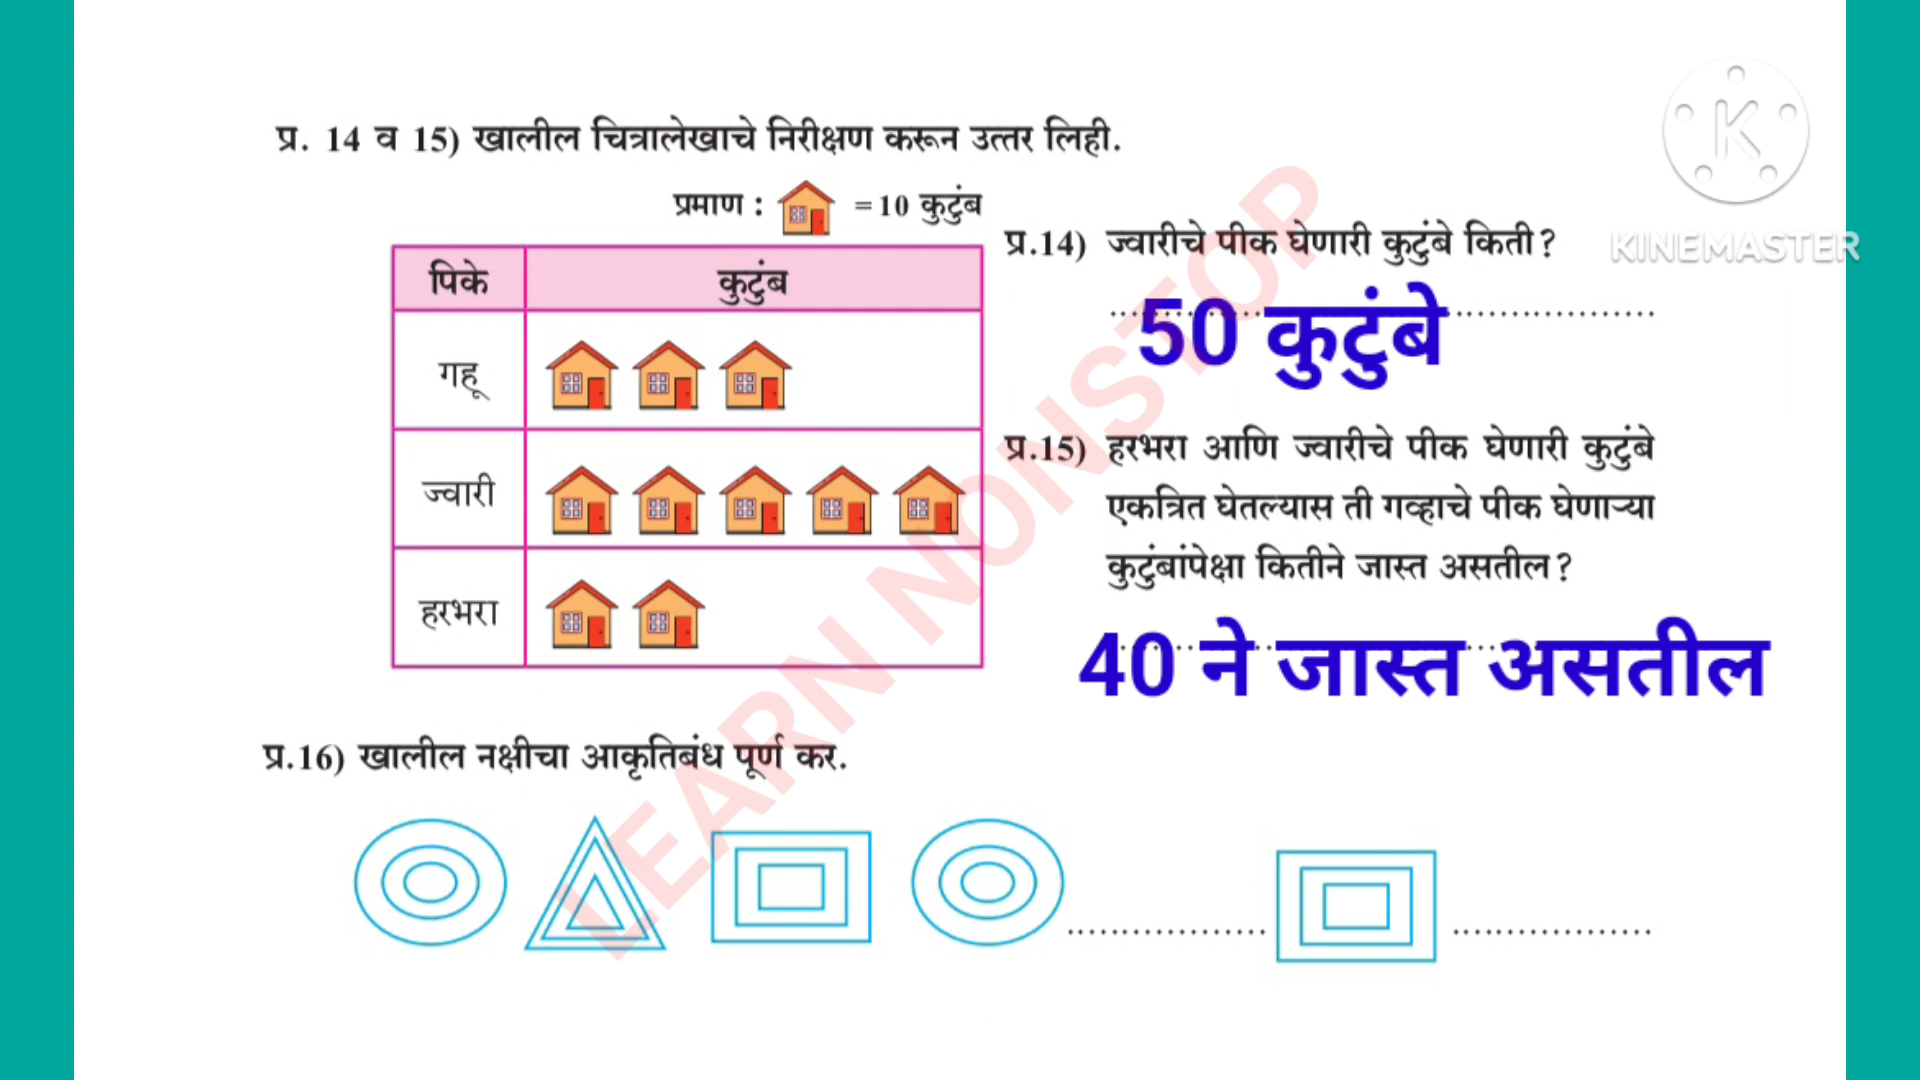 प्र. 14 व 15) खालील चित्रालेखाचे निरीक्षण करून उत्तर लिही.
प्रमाण : = 10 कुटुंब
पिके कुटुंब
गहू
ज्वारी
हरभरा
प्र.14) ज्वारीचे पीक घेणारी कुटुंबे किती?
50 कुटुंबे
प्र.15) हरभरा आणि ज्वारीचे पीक घेणारी कुटुंबे
एकत्रित घेतल्यास ती गव्हाचे पीक घेणाऱ्या
कुटुंबांपेक्षा कितीने जास्त असतील?
40 ने जास्त असतील
प्र.16) खालील नक्षीचा आकृतिबंध पूर्ण कर.
LEARN NONSTOP
K
KINEMASTER